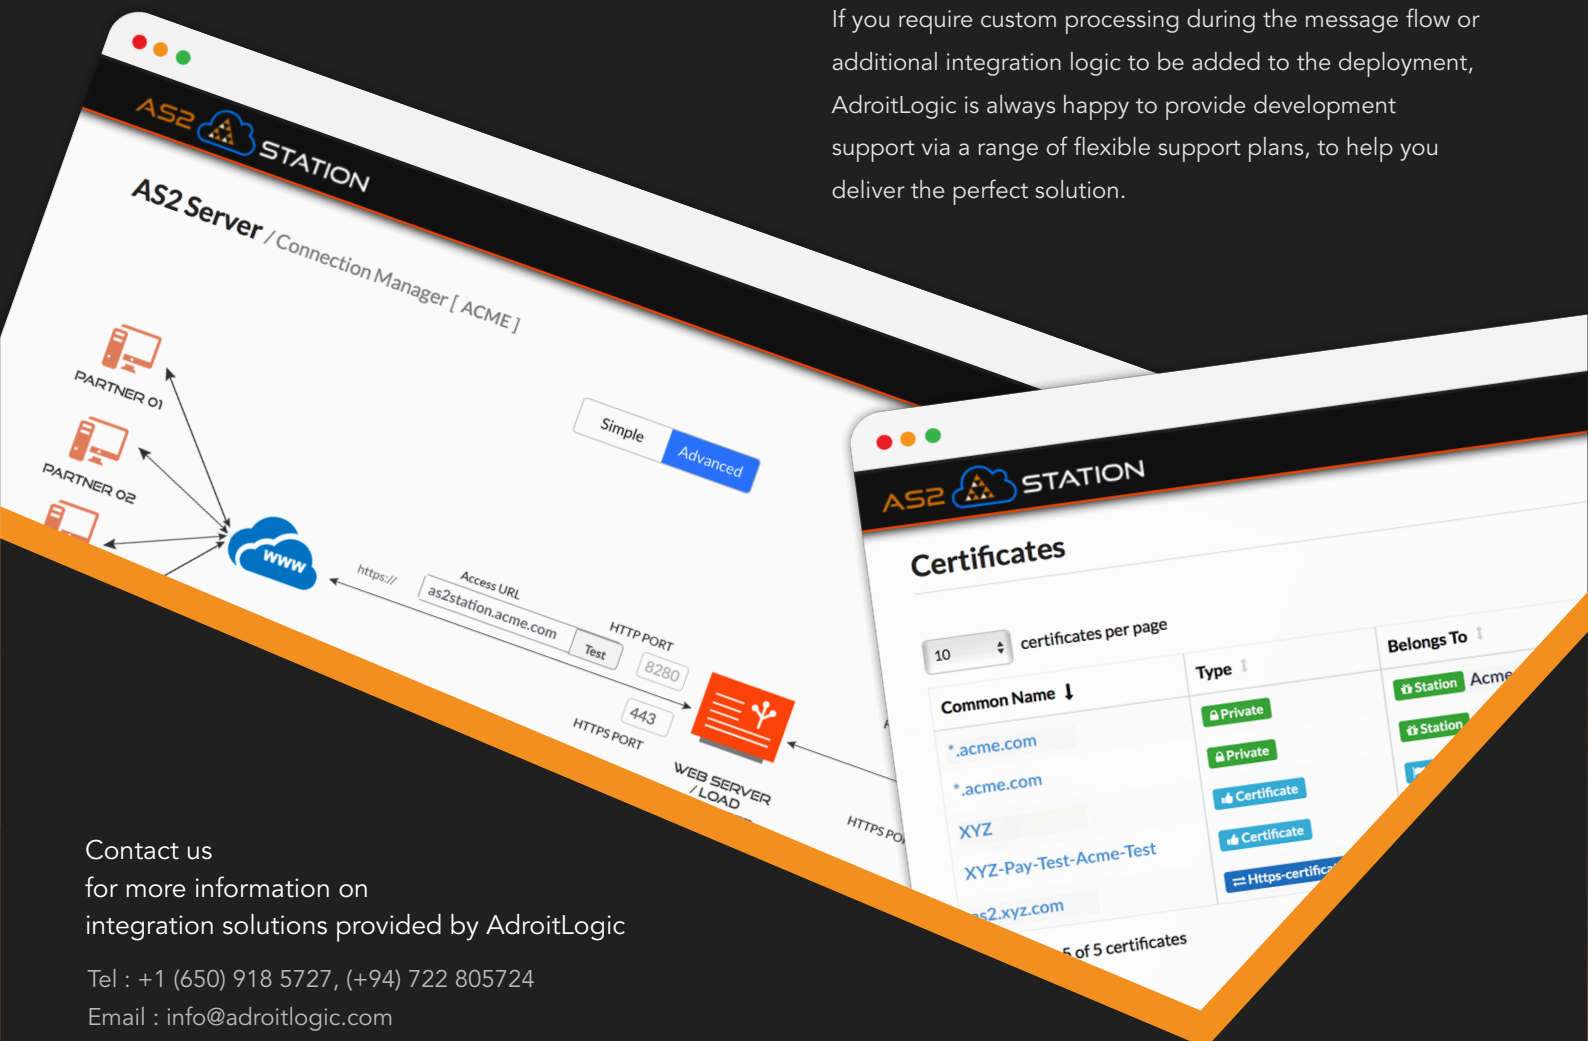 If you require custom processing during the message flow or
additional integration logic to be added to the deployment,
AdroitLogic is always happy to provide development
support via a range of flexible support plans, to help you
deliver the perfect solution.
AS2 STATION
AS2 Server / Connection Manager [ ACME ]
PARTNER 01
PARTNER 02
Simple Advanced
www
https://
Access URL
as2station.acme.com Test
HTTP PORT
8280
443
HTTPS PORT
WEB SERVER
/ LOAD
HTTPS
AS2 STATION
Certificates
10 certificates per page
Common Name Type Belongs To
*.acme.com Private Station Acme
*.acme.com Private Station
XYZ Certificate
XYZ-Pay-Test-Acme-Test Certificate
as2.xyz.com
5 of 5 certificates
Contact us
for more information on
integration solutions provided by AdroitLogic
Tel : +1 (650) 918 5727, (+94) 722 805724
Email : info@adroitlogic.com